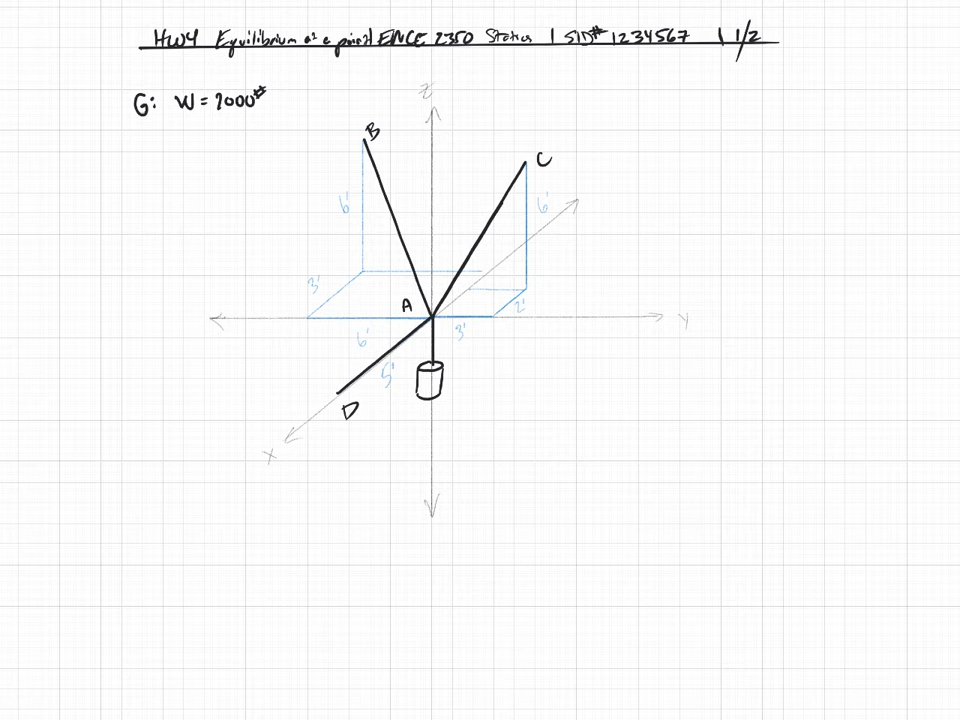 HW4 Equilibrium of a point ENCE 2350 Statics | SID# 1234567 | 1/2
G: W = 2000#
Z
B
C
6'
6'
3'
A
2'
Y
6'
3'
5'
D
X